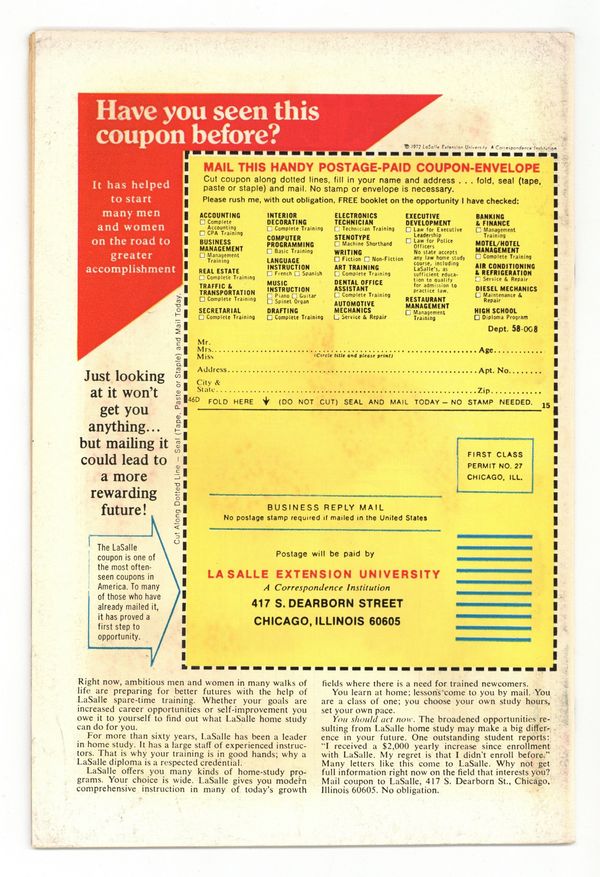 Have you seen this
coupon before?
© 1972 LaSalle Extension University A Correspondence Institution
It has helped
to start
many men
and women
on the road to
greater
accomplishment
Just looking
at it won't
get you
anything...
but mailing it
could lead to
a more
rewarding
future!
The LaSalle
coupon is one of
the most often-
seen coupons in
America. To many
of those who have
already mailed it,
it has proved a
first step to
opportunity.
Cut Along Dotted Line – Seal (Tape, Paste or Staple) and Mail Today
MAIL THIS HANDY POSTAGE-PAID COUPON-ENVELOPE
Cut coupon along dotted lines, fill in your name and address . . . fold, seal (tape,
paste or staple) and mail. No stamp or envelope is necessary.
Please rush me, with out obligation, FREE booklet on the opportunity I have checked:
ACCOUNTING
☐ Complete
Accounting
☐ CPA Training
BUSINESS
MANAGEMENT
☐ Management
Training
REAL ESTATE
☐ Complete Training
TRAFFIC &
TRANSPORTATION
☐ Complete Training
SECRETARIAL
☐ Complete Training
INTERIOR
DECORATING
☐ Complete Training
COMPUTER
PROGRAMMING
☐ Basic Training
LANGUAGE
INSTRUCTION
☐ French ☐ Spanish
MUSIC
INSTRUCTION
☐ Piano ☐ Guitar
☐ Spinet Organ
DRAFTING
☐ Complete Training
ELECTRONICS
TECHNICIAN
☐ Technician Training
STENOTYPE
☐ Machine Shorthand
WRITING
☐ Fiction ☐ Non-Fiction
ART TRAINING
☐ Complete Training
DENTAL OFFICE
ASSISTANT
☐ Complete Training
AUTOMOTIVE
MECHANICS
☐ Service & Repair
EXECUTIVE
DEVELOPMENT
☐ Law for Executive
Leadership
☐ Law for Police
Officers
No state accepts
any law home study
course, including
LaSalle's, as
sufficient educa-
tion to qualify
for admission to
practice law.
RESTAURANT
MANAGEMENT
☐ Management
Training
BANKING
& FINANCE
☐ Management
Training
MOTEL/HOTEL
MANAGEMENT
☐ Complete Training
AIR CONDITIONING
& REFRIGERATION
☐ Service & Repair
DIESEL MECHANICS
☐ Maintenance &
Repair
HIGH SCHOOL
☐ Diploma Program
Dept. 58-068
Mr.
Mrs.
Miss (Circle title and please print) Age
Address Apt. No.
City &
State Zip
46D FOLD HERE ↓ (DO NOT CUT) SEAL AND MAIL TODAY – NO STAMP NEEDED. 15
FIRST CLASS
PERMIT NO. 27
CHICAGO, ILL.
BUSINESS REPLY MAIL
No postage stamp required if mailed in the United States
Postage will be paid by
LA SALLE EXTENSION UNIVERSITY
A Correspondence Institution
417 S. DEARBORN STREET
CHICAGO, ILLINOIS 60605
Right now, ambitious men and women in many walks of
life are preparing for better futures with the help of
LaSalle spare-time training. Whether your goals are
increased career opportunities or self-improvement you
owe it to yourself to find out what LaSalle home study
can do for you.
For more than sixty years, LaSalle has been a leader
in home study. It has a large staff of experienced instruc-
tors. That is why your training is in good hands; why a
LaSalle diploma is a respected credential.
LaSalle offers you many kinds of home-study pro-
grams. Your choice is wide. LaSalle gives you modern
comprehensive instruction in many of today's growth
fields where there is a need for trained newcomers.
You learn at home; lessons come to you by mail. You
are a class of one; you choose your own study hours,
set your own pace.
You should act now. The broadened opportunities re-
sulting from LaSalle home study may make a big differ-
ence in your future. One outstanding student reports:
"I received a $2,000 yearly increase since enrollment
with LaSalle. My regret is that I didn't enroll before."
Many letters like this come to LaSalle. Why not get
full information right now on the field that interests you?
Mail coupon to LaSalle, 417 S. Dearborn St., Chicago,
Illinois 60605. No obligation.